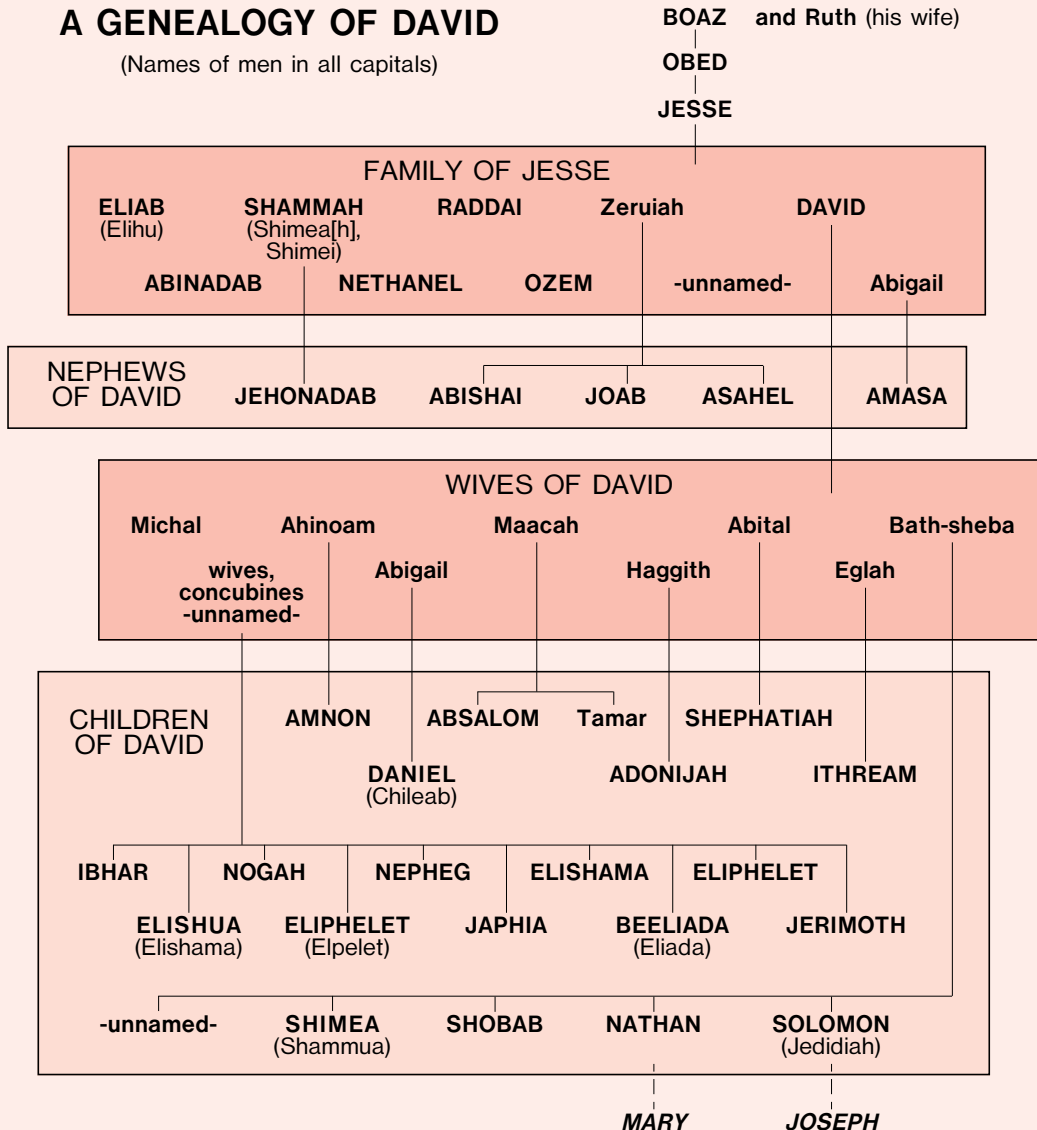 A GENEALOGY OF DAVID
(Names of men in all capitals)
BOAZ and Ruth (his wife)
OBED
JESSE
FAMILY OF JESSE
ELIAB SHAMMAH RADDAI Zeruiah DAVID
(Elihu) (Shimea[h],
Shimei)
ABINADAB NETHANEL OZEM -unnamed- Abigail
NEPHEWS
OF DAVID
JEHONADAB ABISHAI JOAB ASAHEL AMASA
WIVES OF DAVID
Michal Ahinoam Maacah Abital Bath-sheba
wives,
concubines
-unnamed-
Abigail Haggith Eglah
CHILDREN
OF DAVID
AMNON ABSALOM Tamar SHEPHATIAH
DANIEL ADONIJAH ITHREAM
(Chileab)
IBHAR NOGAH NEPHEG ELISHAMA ELIPHELET
ELISHUA ELIPHELET JAPHIA BEELIADA JERIMOTH
(Elishama) (Elpelet) (Eliada)
-unnamed- SHIMEA SHOBAB NATHAN SOLOMON
(Shammua) (Jedidiah)
MARY JOSEPH